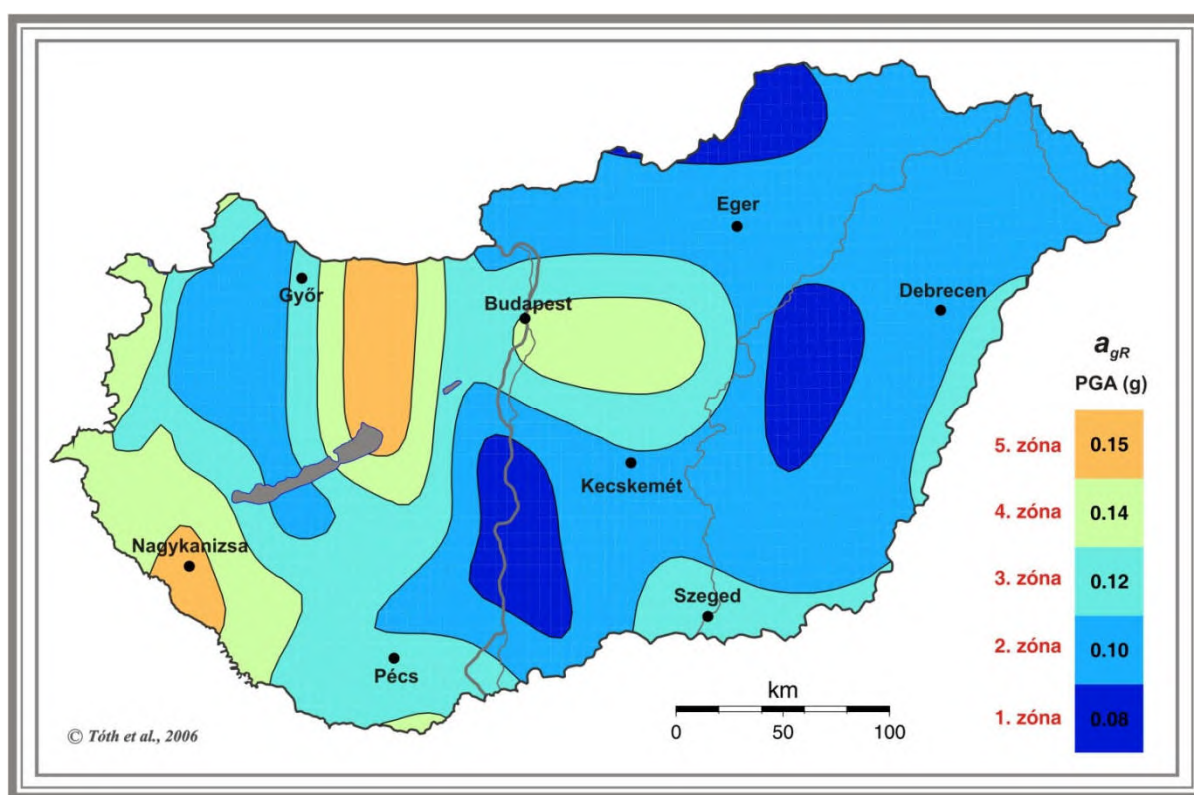 Eger
Győr
Budapest
Debrecen
Kecskemét
Nagykanizsa
Szeged
Pécs
a_gR
PGA (g)
5. zóna 0.15
4. zóna 0.14
3. zóna 0.12
2. zóna 0.10
1. zóna 0.08
km
0 50 100
© Tóth et al., 2006